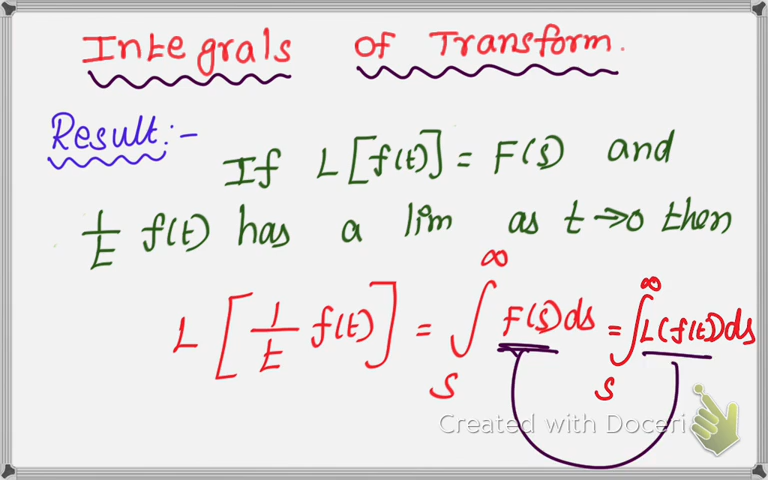 Integrals of Transform.
Result:-
If L[f(t)] = F(s) and
1/t f(t) has a lim as t→0 then
L[1/t f(t)] = ∫_s^∞ F(s)ds = ∫_s^∞ L(f(t))ds
Created with Doceri